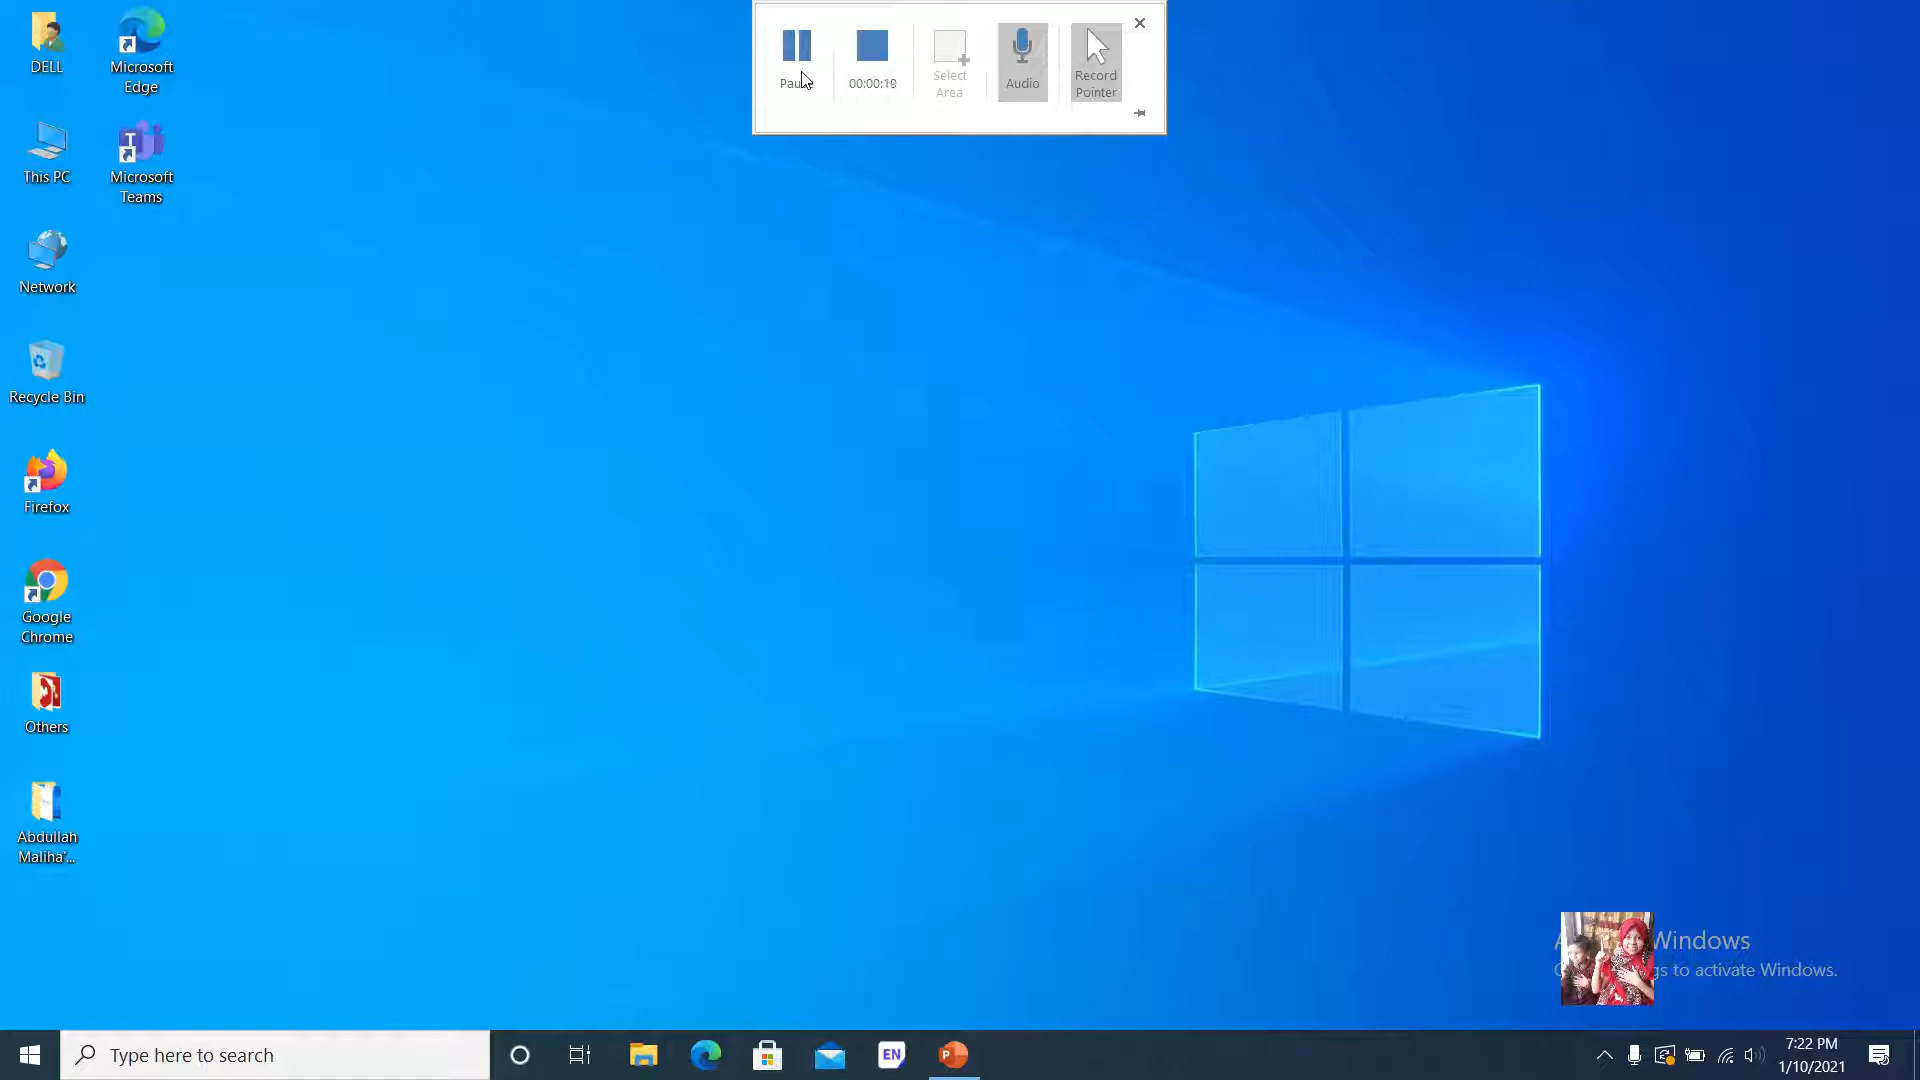 DELL
Microsoft
Edge
Pau
00:00:19
Select
Area
Audio
Record
Pointer
This PC
Microsoft
Teams
Network
Recycle Bin
Firefox
Google
Chrome
Others
Abdullah
Maliha'...
Windows
gs to activate Windows.
Type here to search
EN
7:22 PM
1/10/2021